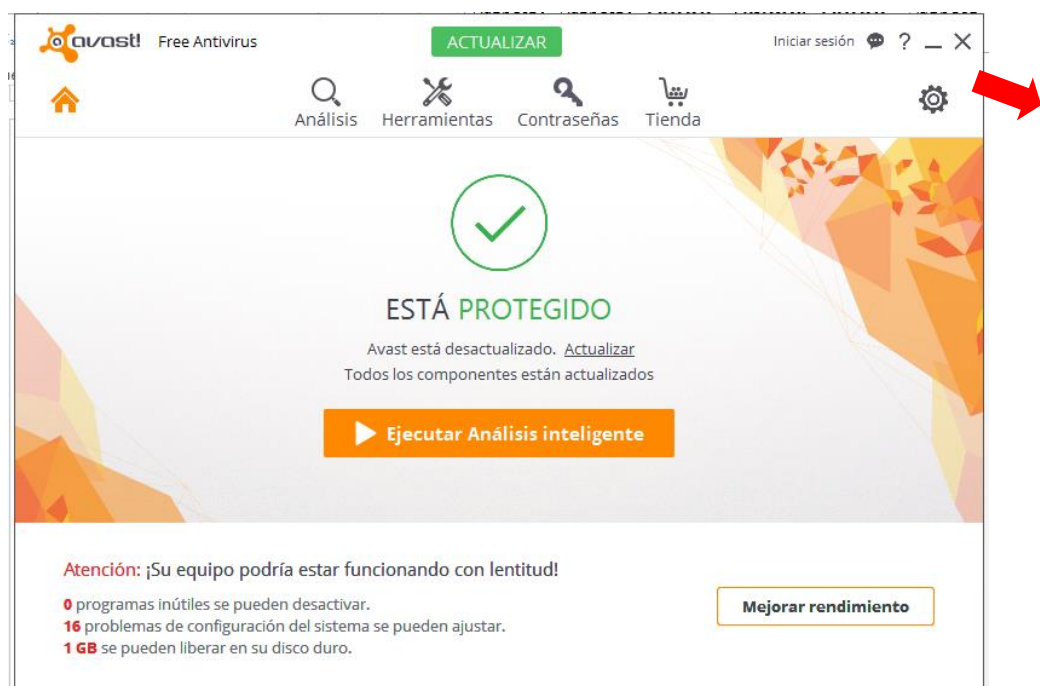 avast! Free Antivirus
ACTUALIZAR
Iniciar sesión ?
Análisis Herramientas Contraseñas Tienda
ESTÁ PROTEGIDO
Avast está desactualizado. Actualizar
Todos los componentes están actualizados
Ejecutar Análisis inteligente
Atención: ¡Su equipo podría estar funcionando con lentitud!
0 programas inútiles se pueden desactivar.
16 problemas de configuración del sistema se pueden ajustar.
1 GB se pueden liberar en su disco duro.
Mejorar rendimiento